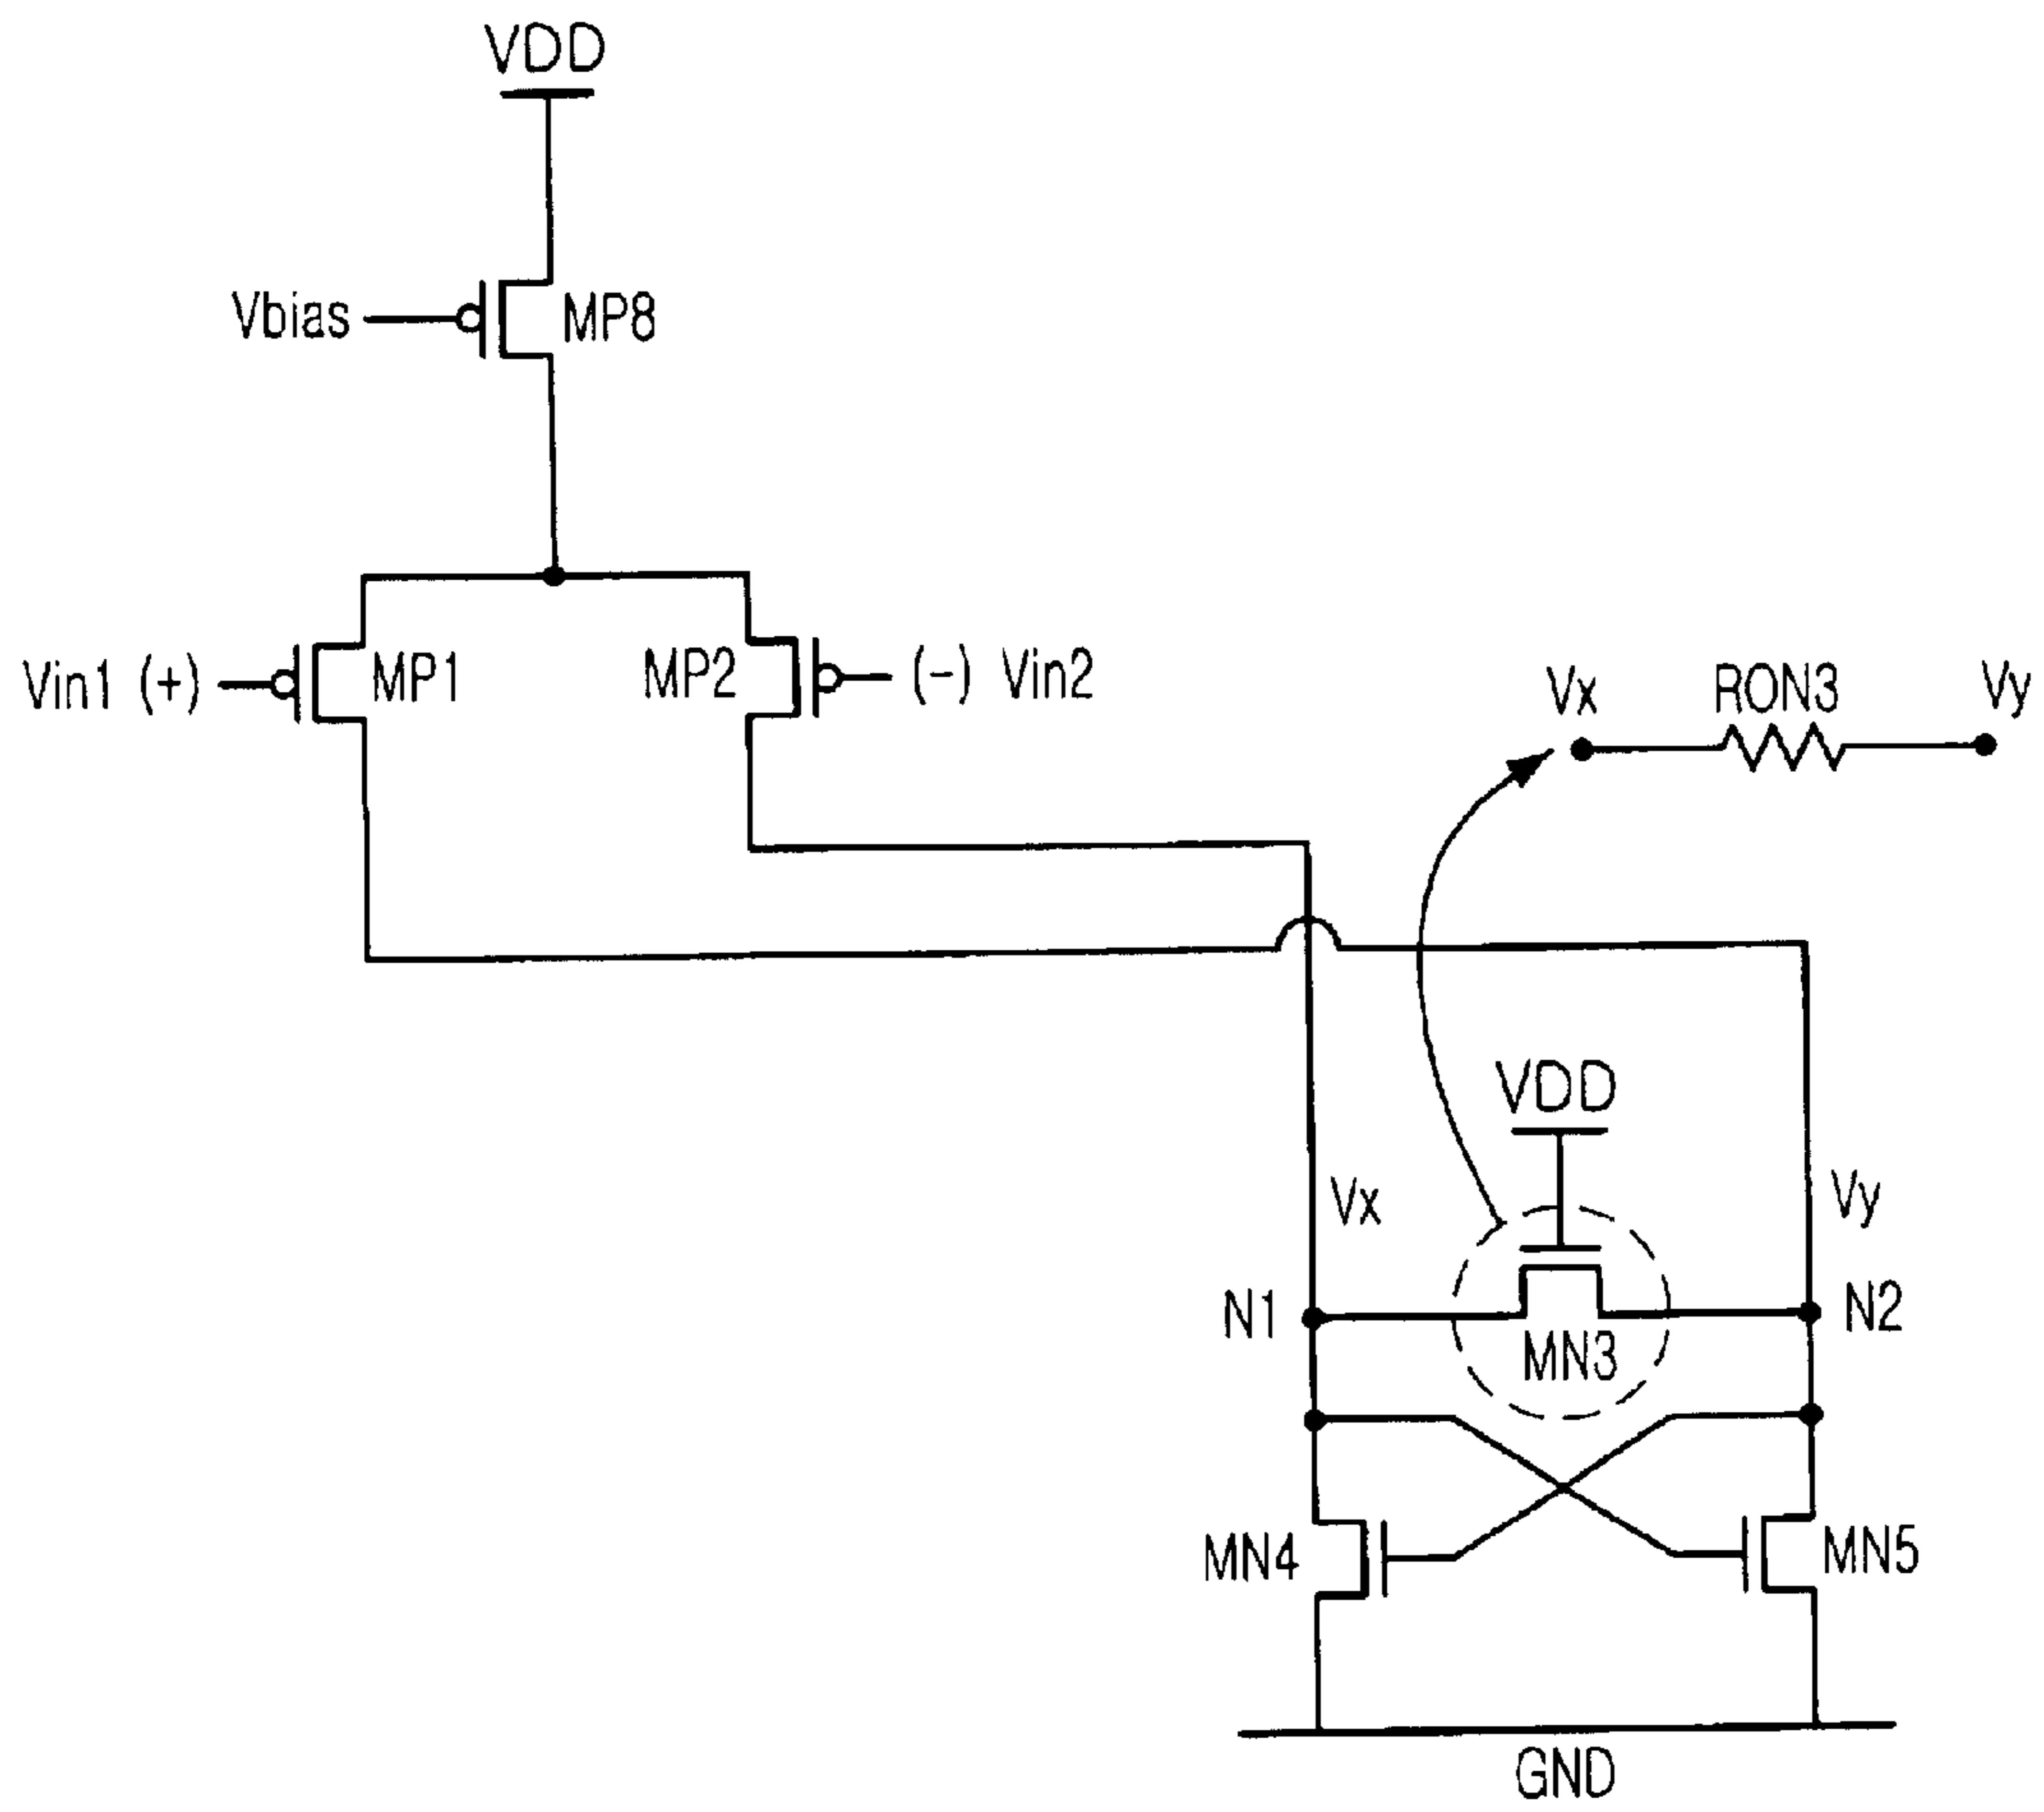 VDD
Vbias
MP8
Vin1 (+)
MP1
MP2
(-) Vin2
Vx
RON3
Vy
VDD
Vx
Vy
N1
N2
MN3
MN4
MN5
GND